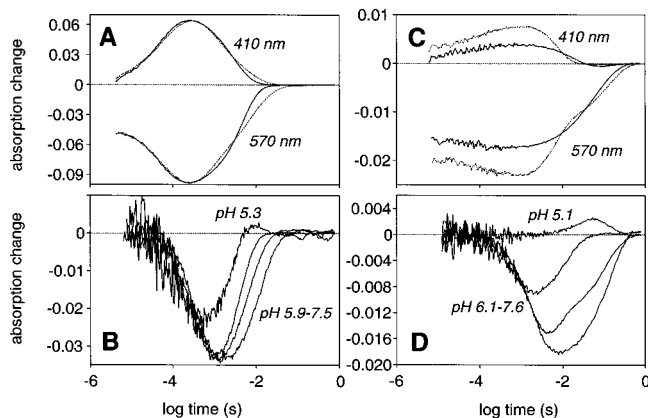 A
absorption change
0.06
0.04
0
-0.03
-0.06
-0.09
410 nm
570 nm
C
0.01
0
-0.01
-0.02
410 nm
570 nm
B
absorption change
0
-0.01
-0.02
-0.03
pH 5.3
pH 5.9-7.5
-6
-4
-2
0
log time (s)
D
0.004
0
-0.004
-0.008
-0.012
-0.016
-0.020
pH 5.1
pH 6.1-7.6
-6
-4
-2
0
log time (s)